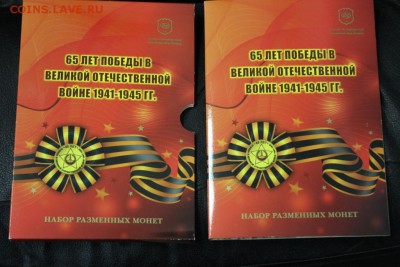 COINS.LAVE.RU
65 ЛЕТ ПОБЕДЫ В
ВЕЛИКОЙ ОТЕЧЕСТВЕННОЙ
ВОЙНЕ 1941-1945 ГГ.
НАБОР РАЗМЕННЫХ МОНЕТ
65 ЛЕТ ПОБЕДЫ В
ВЕЛИКОЙ ОТЕЧЕСТВЕННОЙ
ВОЙНЕ 1941-1945 ГГ.
НАБОР РАЗМЕННЫХ МОНЕТ